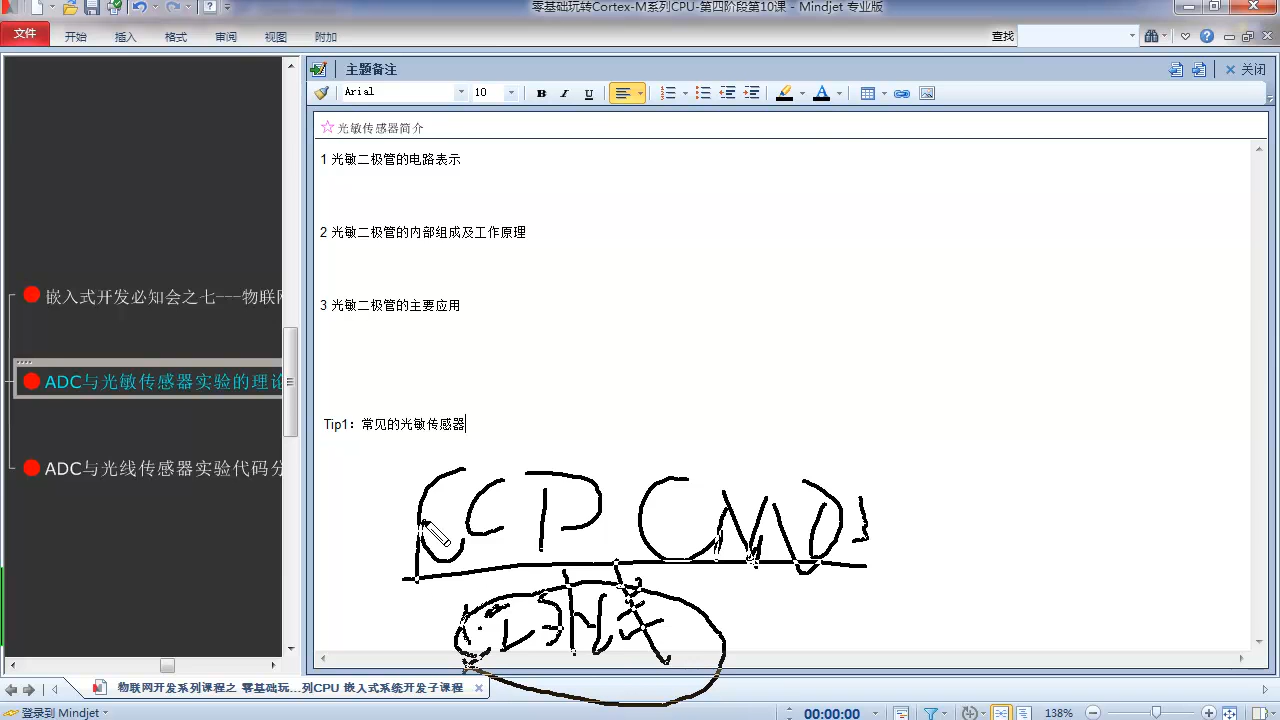 零基础玩转Cortex-M系列CPU-第四阶段第10课 - Mindjet 专业版
文件 开始 插入 格式 审阅 视图 附加 查找
主题备注 关闭
Arial 10 B I U
光敏传感器简介
1 光敏二极管的电路表示
2 光敏二极管的内部组成及工作原理
嵌入式开发必知会之七---物联网
3 光敏二极管的主要应用
ADC与光敏传感器实验的理论
Tip1：常见的光敏传感器
ADC与光线传感器实验代码分
物联网开发系列课程之 零基础玩...列CPU 嵌入式系统开发子课程
登录到 Mindjet 00:00:00 138%